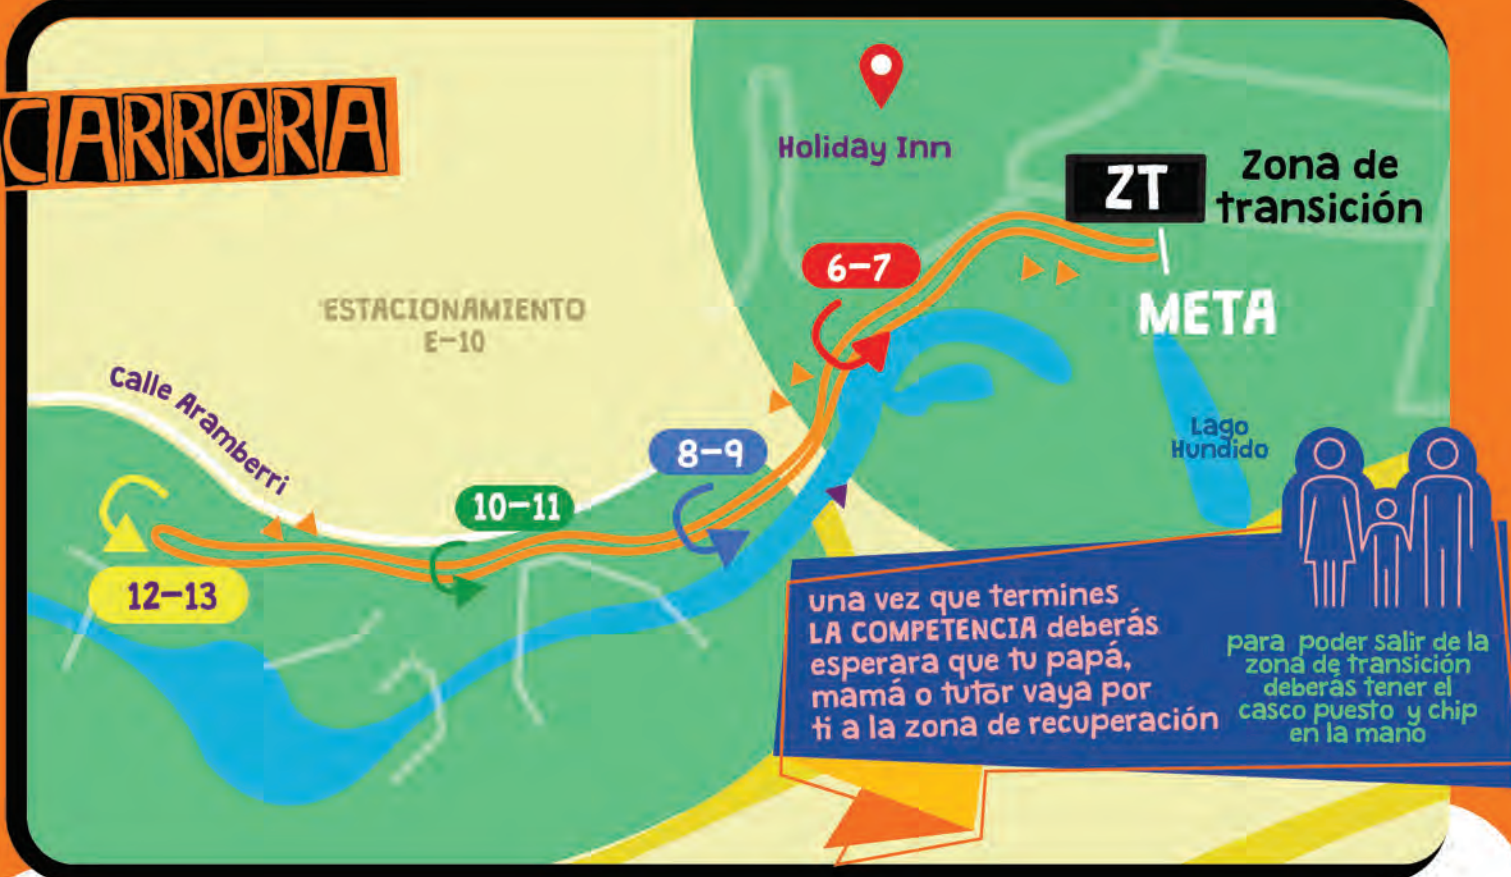 CARRERA
Holiday Inn
ZT
Zona de
transición
6-7
META
ESTACIONAMIENTO
E-10
Calle Aramberri
8-9
Lago
Hundido
10-11
12-13
una vez que termines
LA COMPETENCIA deberás
esperara que tu papá,
mamá o tutor vaya por
ti a la zona de recuperación
para poder salir de la
zona de transición
deberás tener el
casco puesto y chip
en la mano